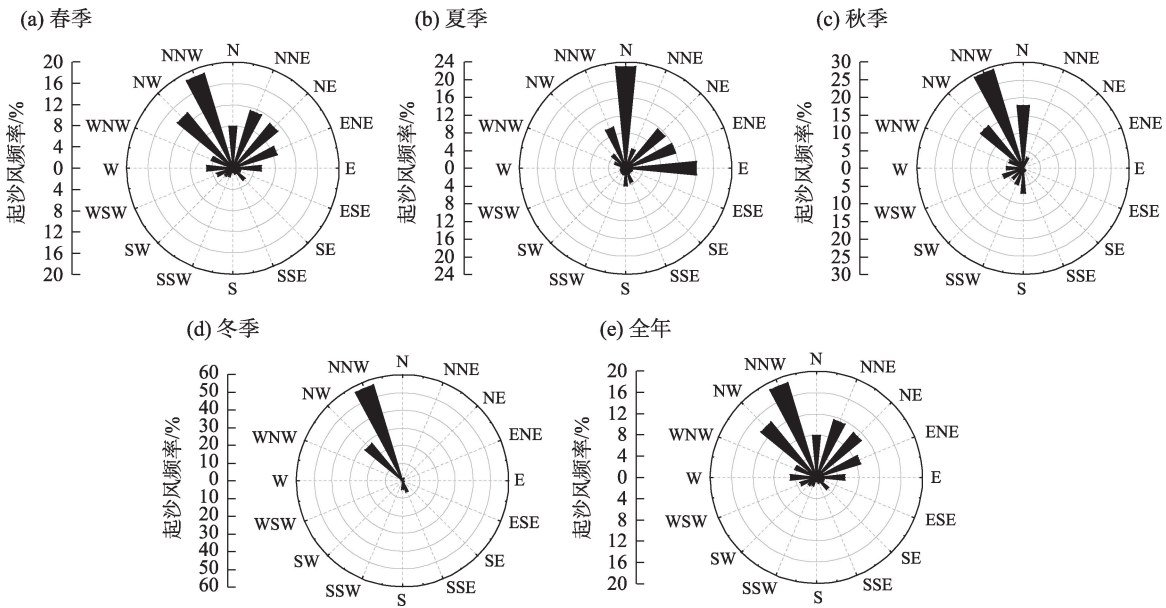 (a) 春季
(b) 夏季
(c) 秋季
起沙风频率/%
20
16
12
8
4
0
4
8
12
16
20
N
NNE
NE
ENE
E
ESE
SE
SSE
S
SSW
SW
WSW
W
WNW
NW
NNW
起沙风频率/%
24
20
16
12
8
4
0
4
8
12
16
20
24
N
NNE
NE
ENE
E
ESE
SE
SSE
S
SSW
SW
WSW
W
WNW
NW
NNW
起沙风频率/%
30
25
20
15
10
5
0
5
10
15
20
25
30
N
NNE
NE
ENE
E
ESE
SE
SSE
S
SSW
SW
WSW
W
WNW
NW
NNW
(d) 冬季
(e) 全年
起沙风频率/%
60
50
40
30
20
10
0
10
20
30
40
50
60
N
NNE
NE
ENE
E
ESE
SE
SSE
S
SSW
SW
WSW
W
WNW
NW
NNW
起沙风频率/%
20
16
12
8
4
0
4
8
12
16
20
N
NNE
NE
ENE
E
ESE
SE
SSE
S
SSW
SW
WSW
W
WNW
NW
NNW